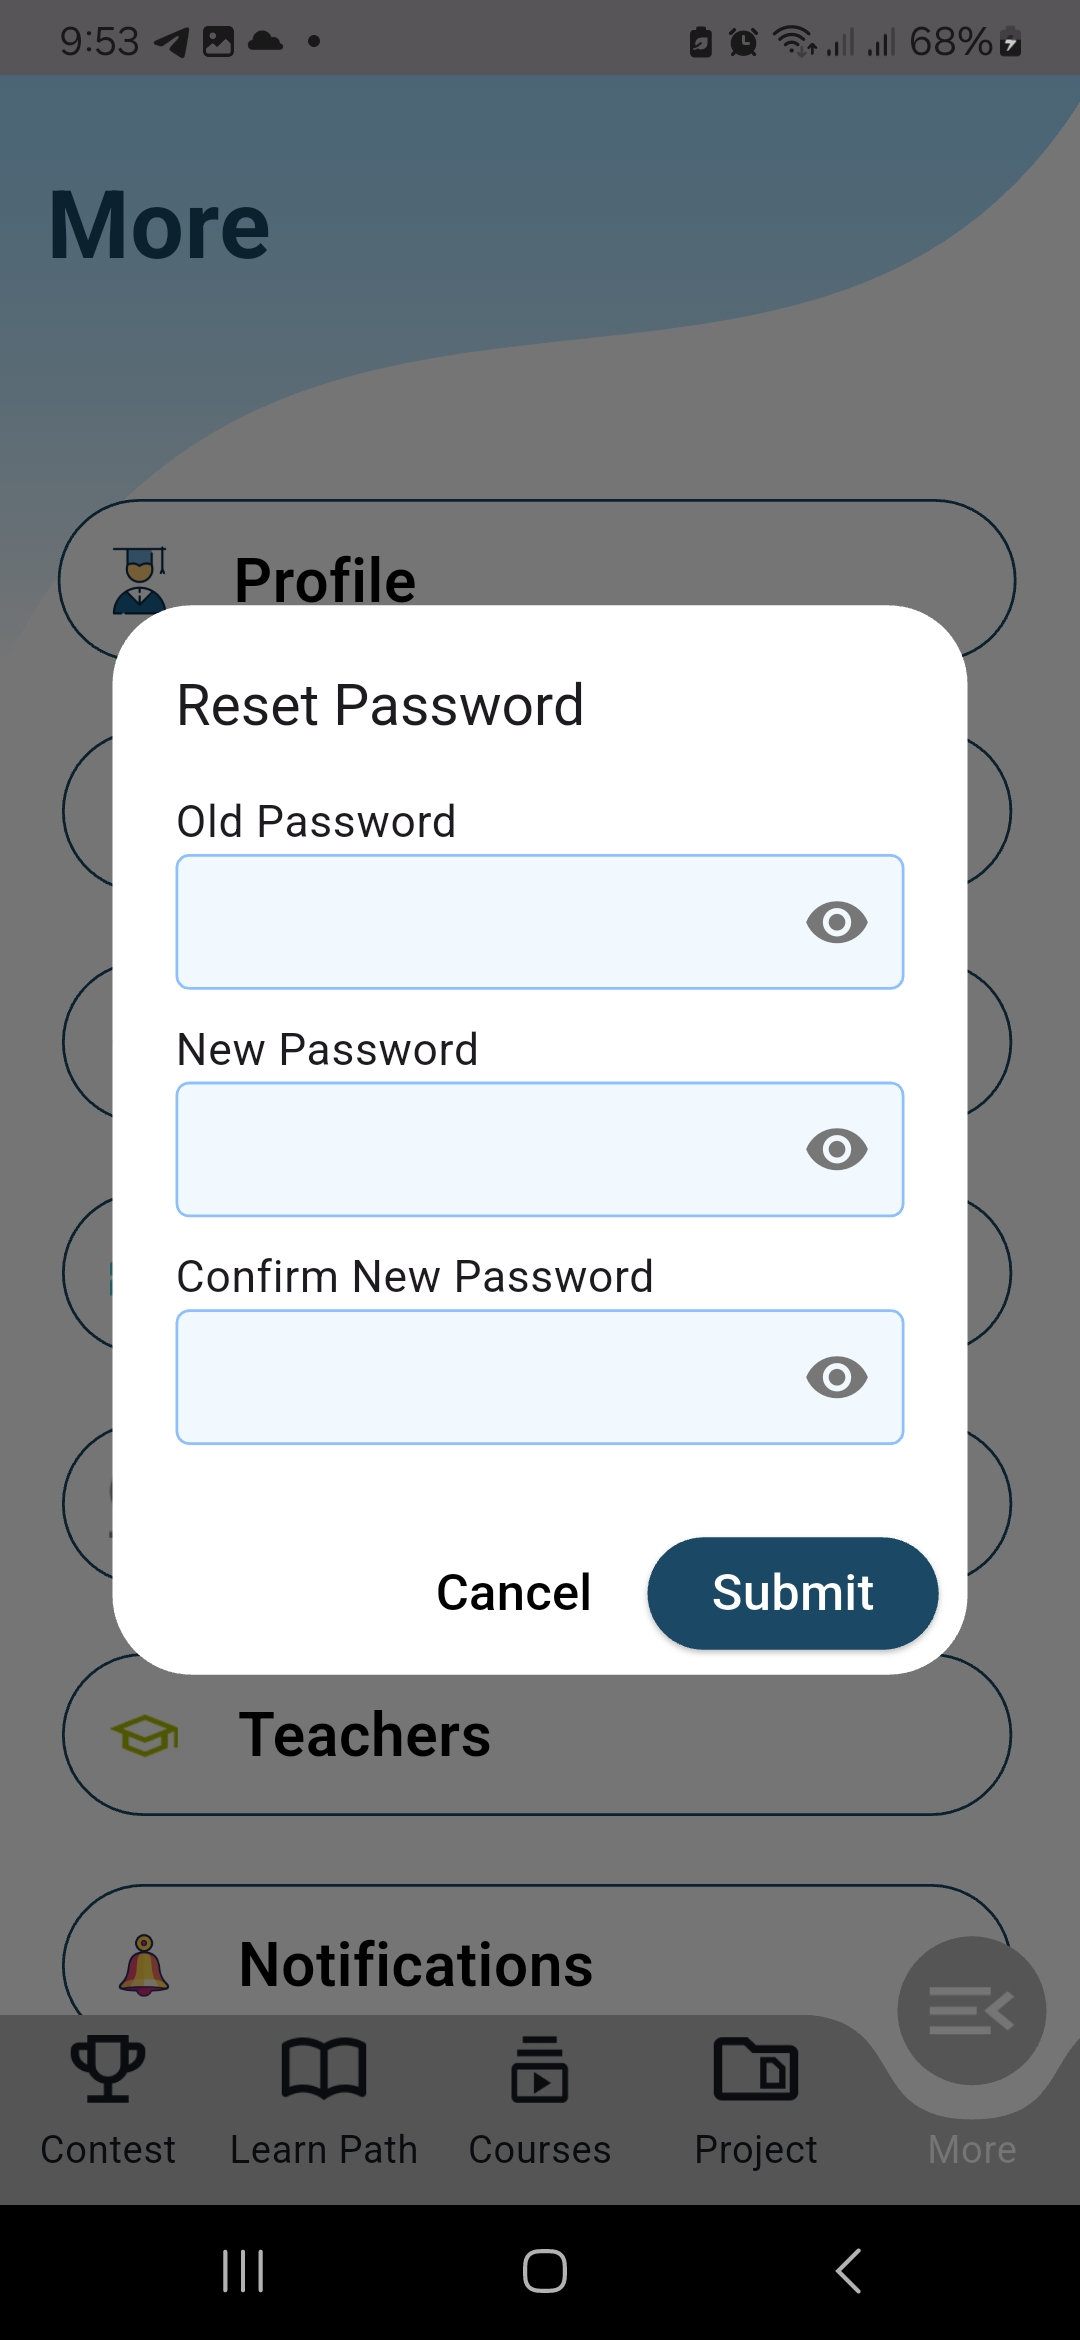 9:53 68%
More
Profile
Reset Password
Old Password
New Password
Confirm New Password
Cancel Submit
Teachers
Notifications
Contest Learn Path Courses Project More